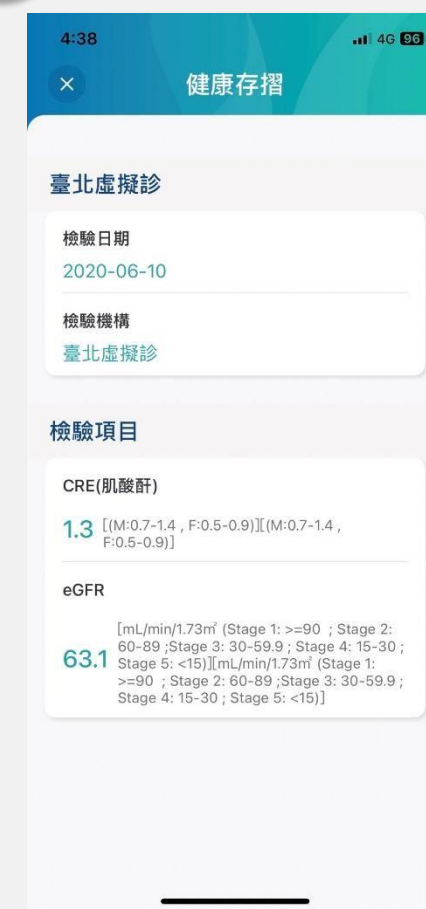 4:38
4G 96
健康存摺
臺北虛擬診
檢驗日期
2020-06-10
檢驗機構
臺北虛擬診
檢驗項目
CRE(肌酸酐)
1.3 [(M:0.7-1.4 , F:0.5-0.9)][(M:0.7-1.4 ,
F:0.5-0.9)]
eGFR
[mL/min/1.73㎡ (Stage 1: >=90 ; Stage 2:
60-89 ;Stage 3: 30-59.9 ; Stage 4: 15-30 ;
63.1 Stage 5: <15)][mL/min/1.73㎡ (Stage 1:
>=90 ; Stage 2: 60-89 ;Stage 3: 30-59.9 ;
Stage 4: 15-30 ; Stage 5: <15)]